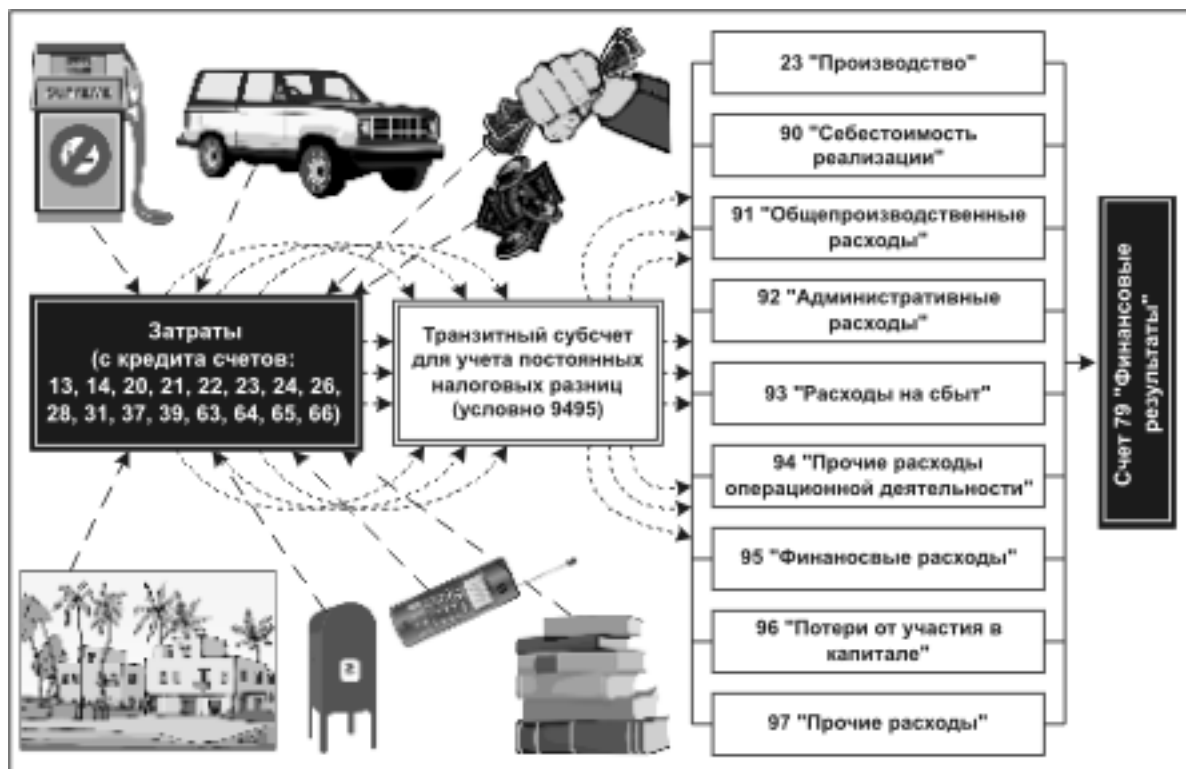 SUPREME
Затраты
(с кредита счетов:
13, 14, 20, 21, 22, 23, 24, 26,
28, 31, 37, 39, 63, 64, 65, 66)
Транзитный субсчет
для учета постоянных
налоговых разниц
(условно 9495)
23 "Производство"
90 "Себестоимость
реализации"
91 "Общепроизводственные
расходы"
92 "Административные
расходы"
93 "Расходы на сбыт"
94 "Прочие расходы
операционной деятельности"
95 "Финаносвые расходы"
96 "Потери от участия в
капитале"
97 "Прочие расходы"
Счет 79 "Финансовые
результаты"